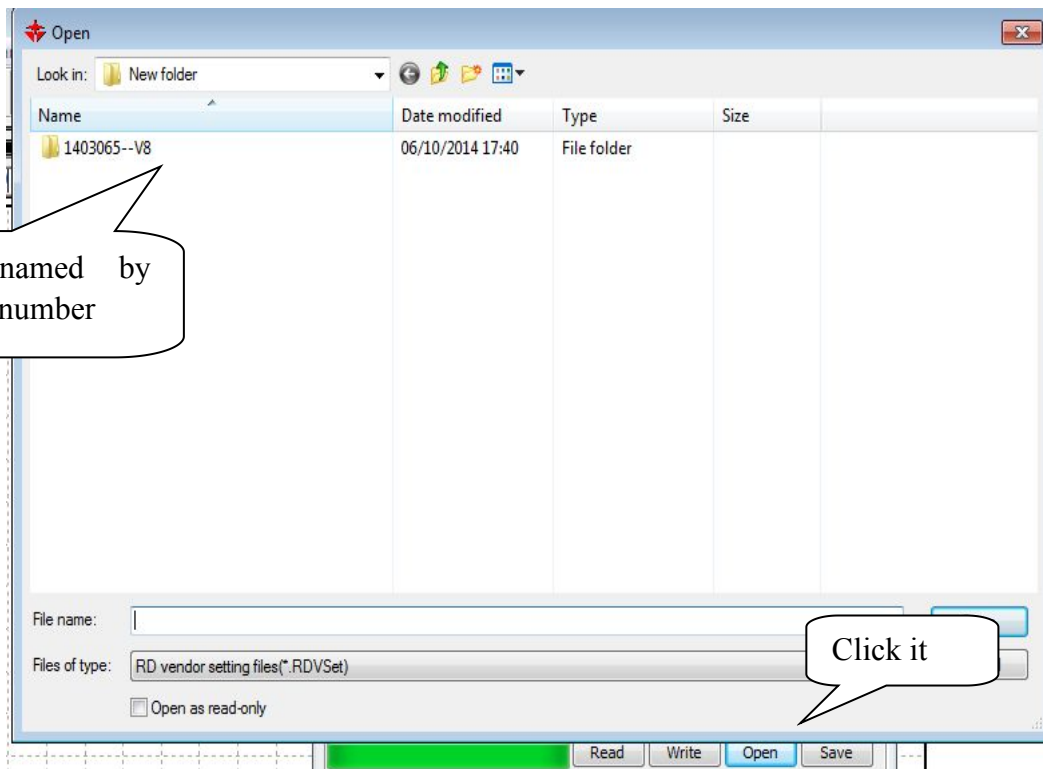 Open
Look in: New folder
Name Date modified Type Size
1403065--V8 06/10/2014 17:40 File folder
named by
number
File name:
Click it
Files of type: RD vendor setting files(*.RDVSet)
Open as read-only
Read Write Open Save